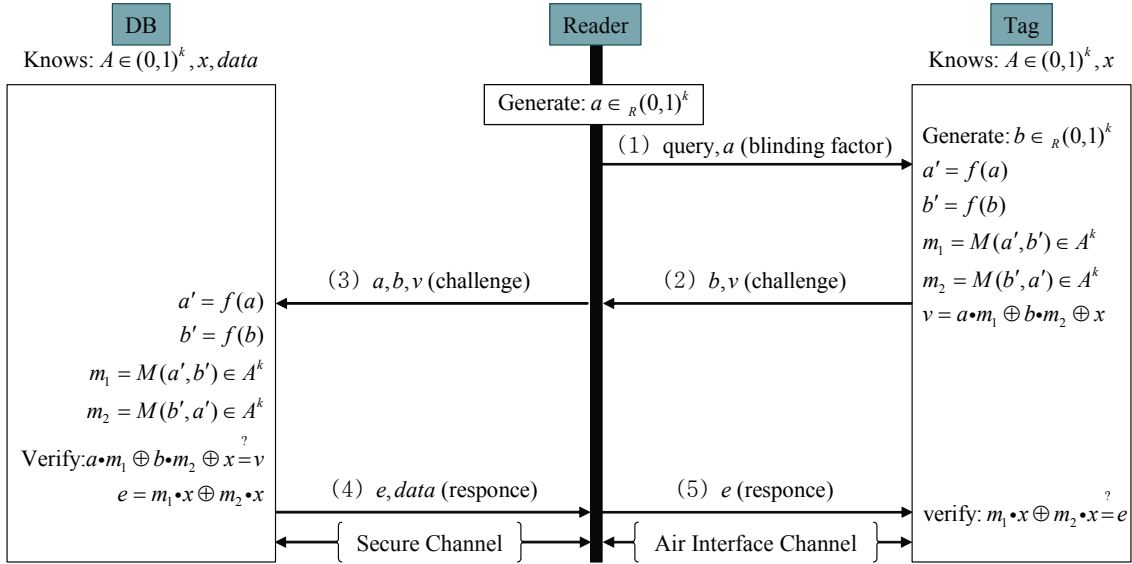 DB
Reader
Tag
Knows: A ∈ (0,1)^k, x, data
Knows: A ∈ (0,1)^k, x
Generate: a ∈ _R(0,1)^k
(1) query, a (blinding factor)
Generate: b ∈ _R(0,1)^k
a′ = f(a)
b′ = f(b)
m₁ = M(a′, b′) ∈ A^k
m₂ = M(b′, a′) ∈ A^k
v = a•m₁ ⊕ b•m₂ ⊕ x
(2) b, v (challenge)
(3) a, b, v (challenge)
a′ = f(a)
b′ = f(b)
m₁ = M(a′, b′) ∈ A^k
m₂ = M(b′, a′) ∈ A^k
?
Verify:a•m₁ ⊕ b•m₂ ⊕ x = v
e = m₁•x ⊕ m₂•x
(4) e, data (responce)
(5) e (responce)
?
verify: m₁•x ⊕ m₂•x = e
Secure Channel
Air Interface Channel